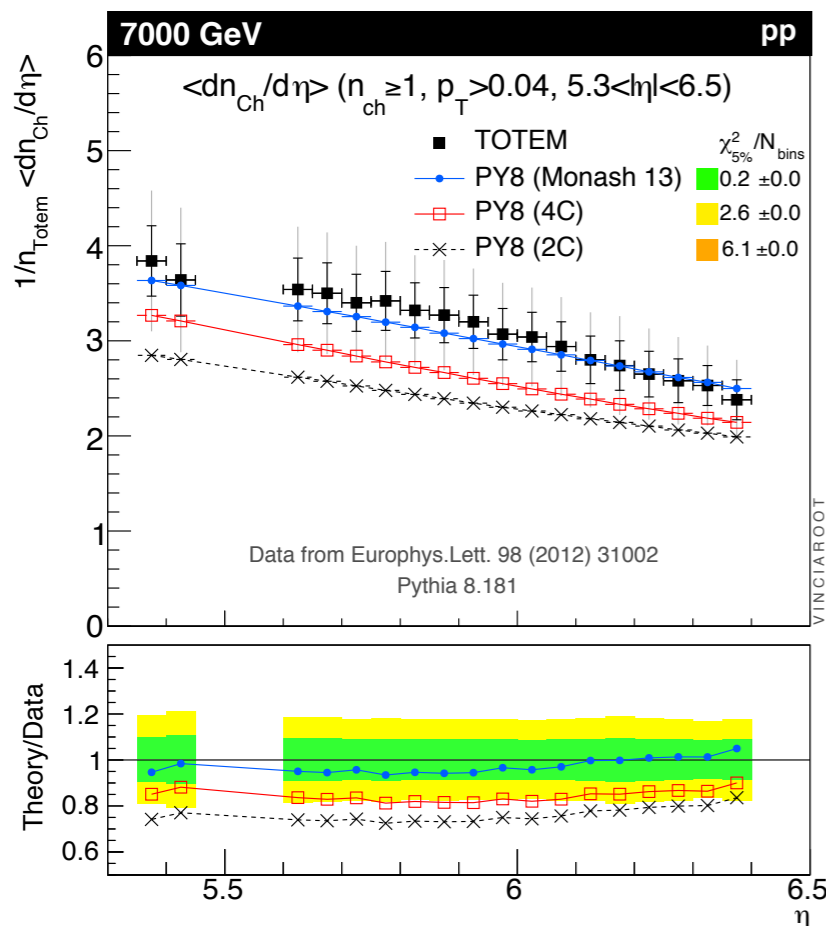 7000 GeV pp
<dn_Ch/dη> (n_ch≥1, p_T>0.04, 5.3<|η|<6.5)
1/n_Totem <dn_Ch/dη>
TOTEM
PY8 (Monash 13)
PY8 (4C)
PY8 (2C)
χ²_5%/N_bins
0.2 ±0.0
2.6 ±0.0
6.1 ±0.0
6
5
4
3
2
1
0
Data from Europhys.Lett. 98 (2012) 31002
Pythia 8.181
VINCIAROOT
Theory/Data
1.4
1.2
1
0.8
0.6
5.5 6 6.5
η